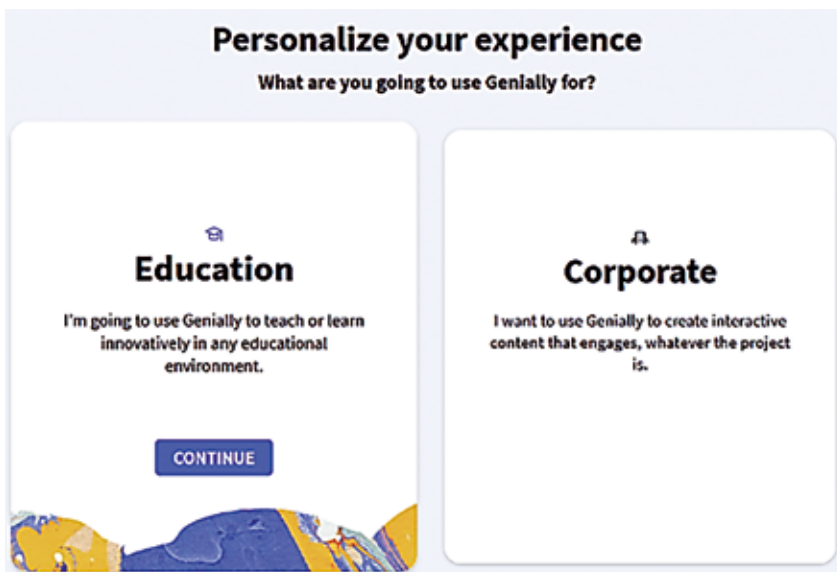 Personalize your experience
What are you going to use Genially for?
Education
I'm going to use Genially to teach or learn
innovatively in any educational
environment.
CONTINUE
Corporate
I want to use Genially to create interactive
content that engages, whatever the project
is.